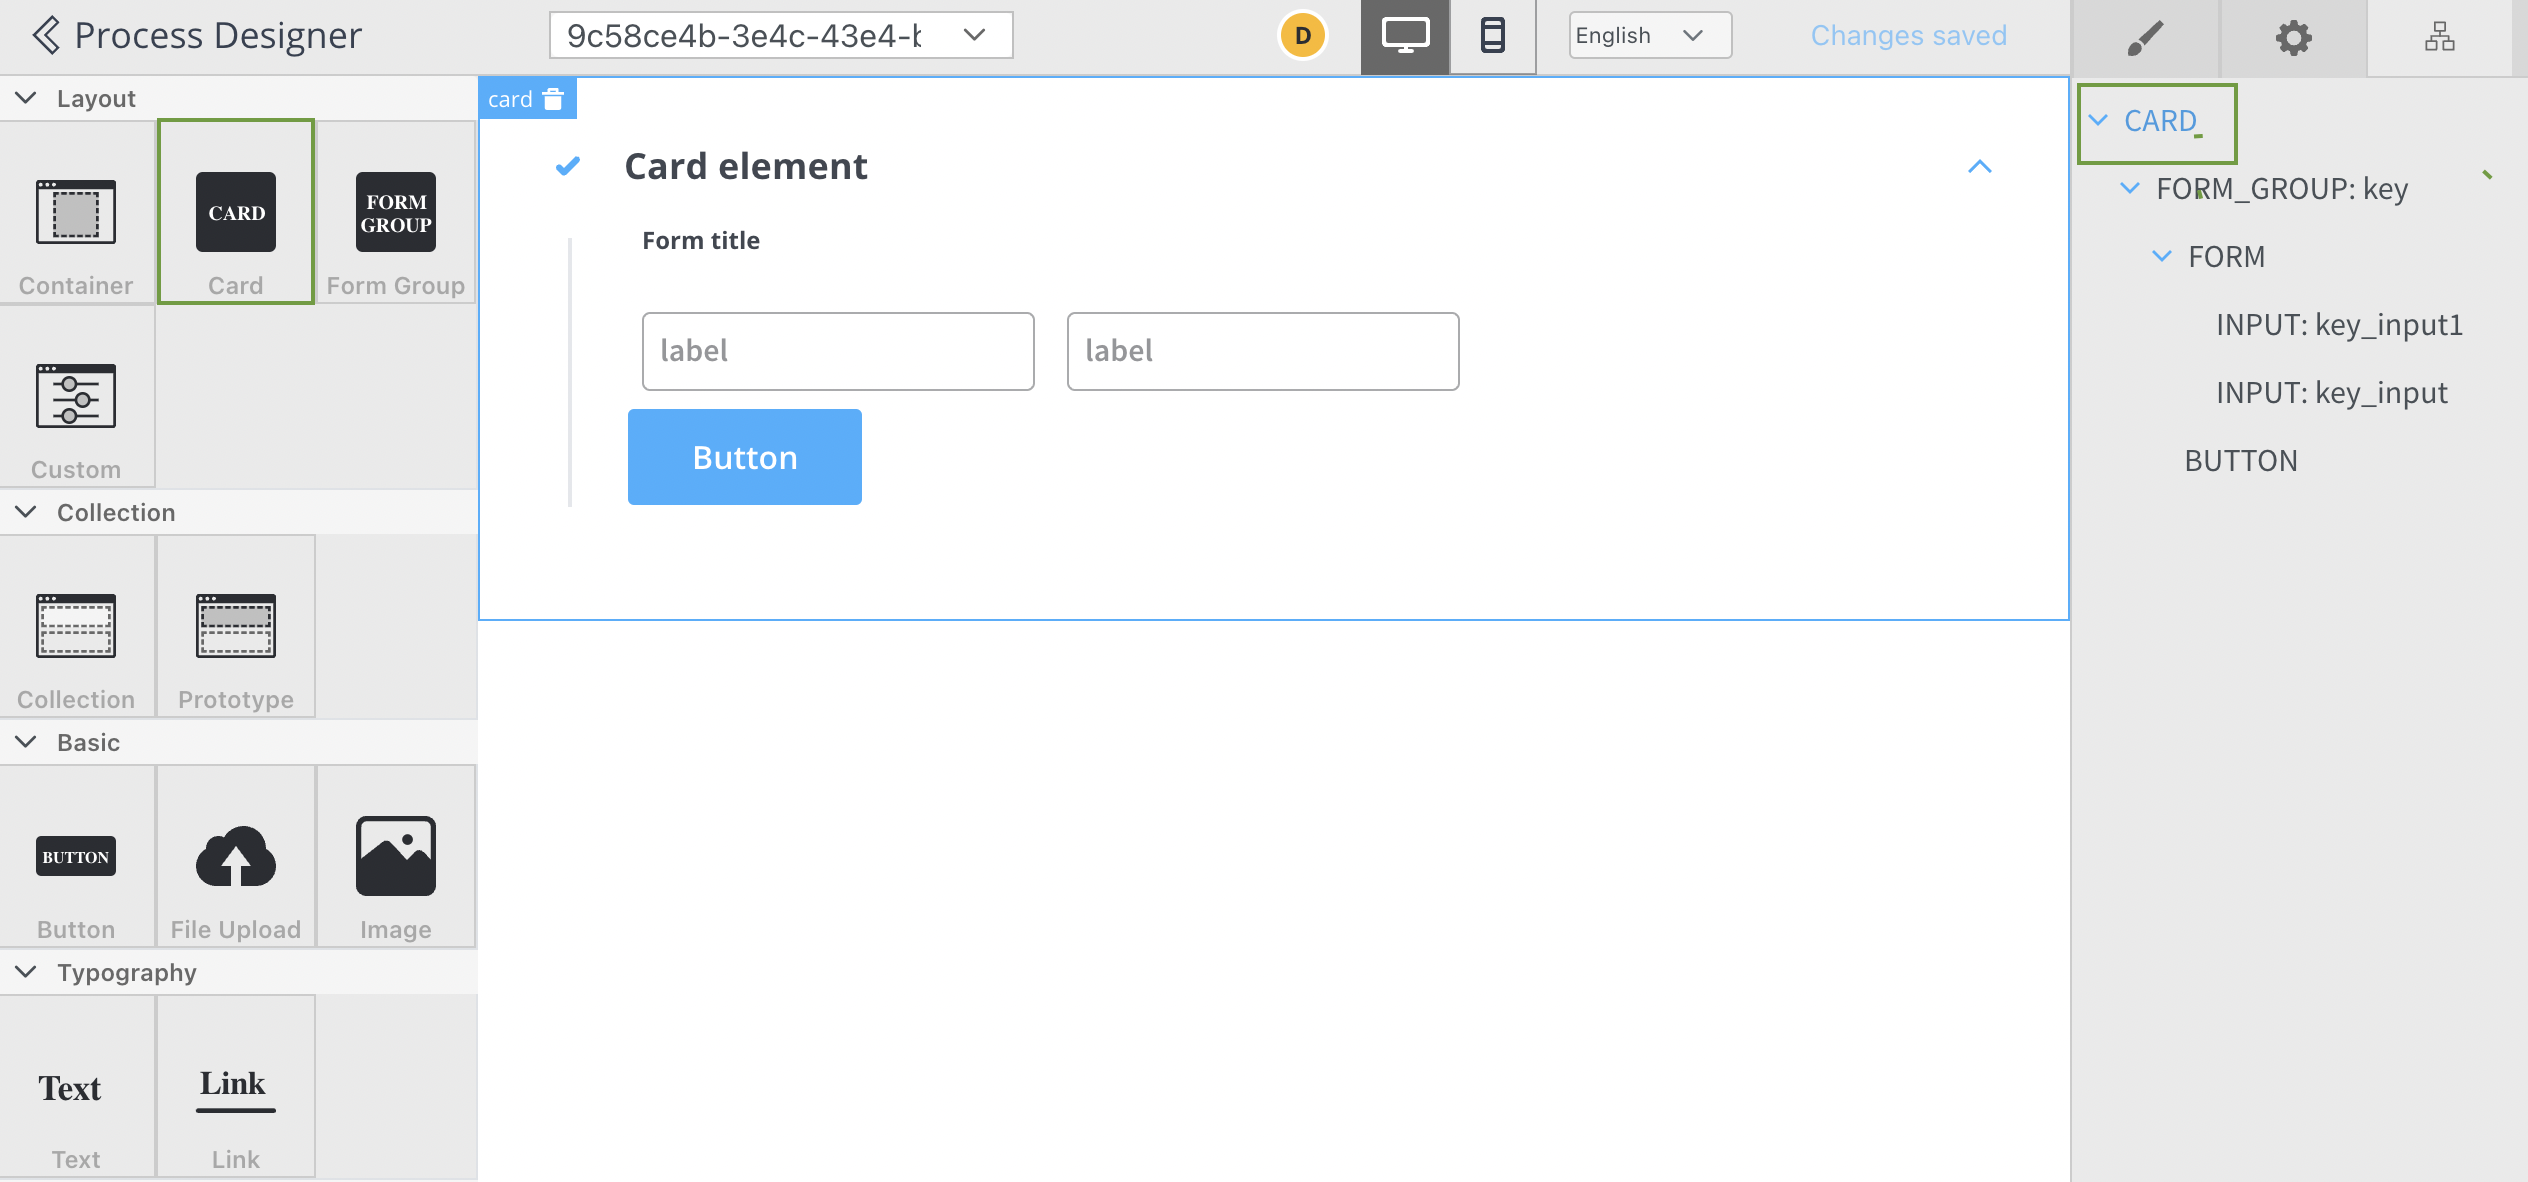 Process Designer
9c58ce4b-3e4c-43e4-
D
English
Changes saved
Layout
CARD
FORM
GROUP
Container
Card
Form Group
Custom
Collection
Collection
Prototype
Basic
BUTTON
Button
File Upload
Image
Typography
Text
Link
Text
Link
card
Card element
Form title
label
label
Button
CARD
FORM_GROUP: key
FORM
INPUT: key_input1
INPUT: key_input
BUTTON